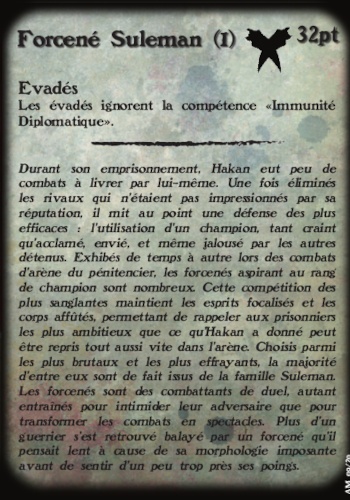 Forcené Suleman (1) 32pt
Evadés
Les évadés ignorent la compétence «Immunité
Diplomatique».
Durant son emprisonnement, Hakan eut peu de
combats à livrer par lui-même. Une fois éliminés
les rivaux qui n'étaient pas impressionnés par sa
réputation, il mit au point une défense des plus
efficaces : l'utilisation d'un champion, tant craint
qu'acclamé, envié, et même jalousé par les autres
détenus. Exhibés de temps à autre lors des combats
d'arène du pénitencier, les forcenés aspirant au rang
de champion sont nombreux. Cette compétition des
plus sanglantes maintient les esprits focalisés et les
corps affûtés, permettant de rappeler aux prisonniers
les plus ambitieux que ce qu'Hakan a donné peut
être repris tout aussi vite dans l'arène. Choisis parmi
les plus brutaux et les plus effrayants, la majorité
d'entre eux sont de fait issus de la famille Suleman.
Les forcenés sont des combattants de duel, autant
entraînés pour intimider leur adversaire que pour
transformer les combats en spectacles. Plus d'un
guerrier s'est retrouvé balayé par un forcené qu'il
pensait lent à cause de sa morphologie imposante
avant de sentir d'un peu trop près ses poings.